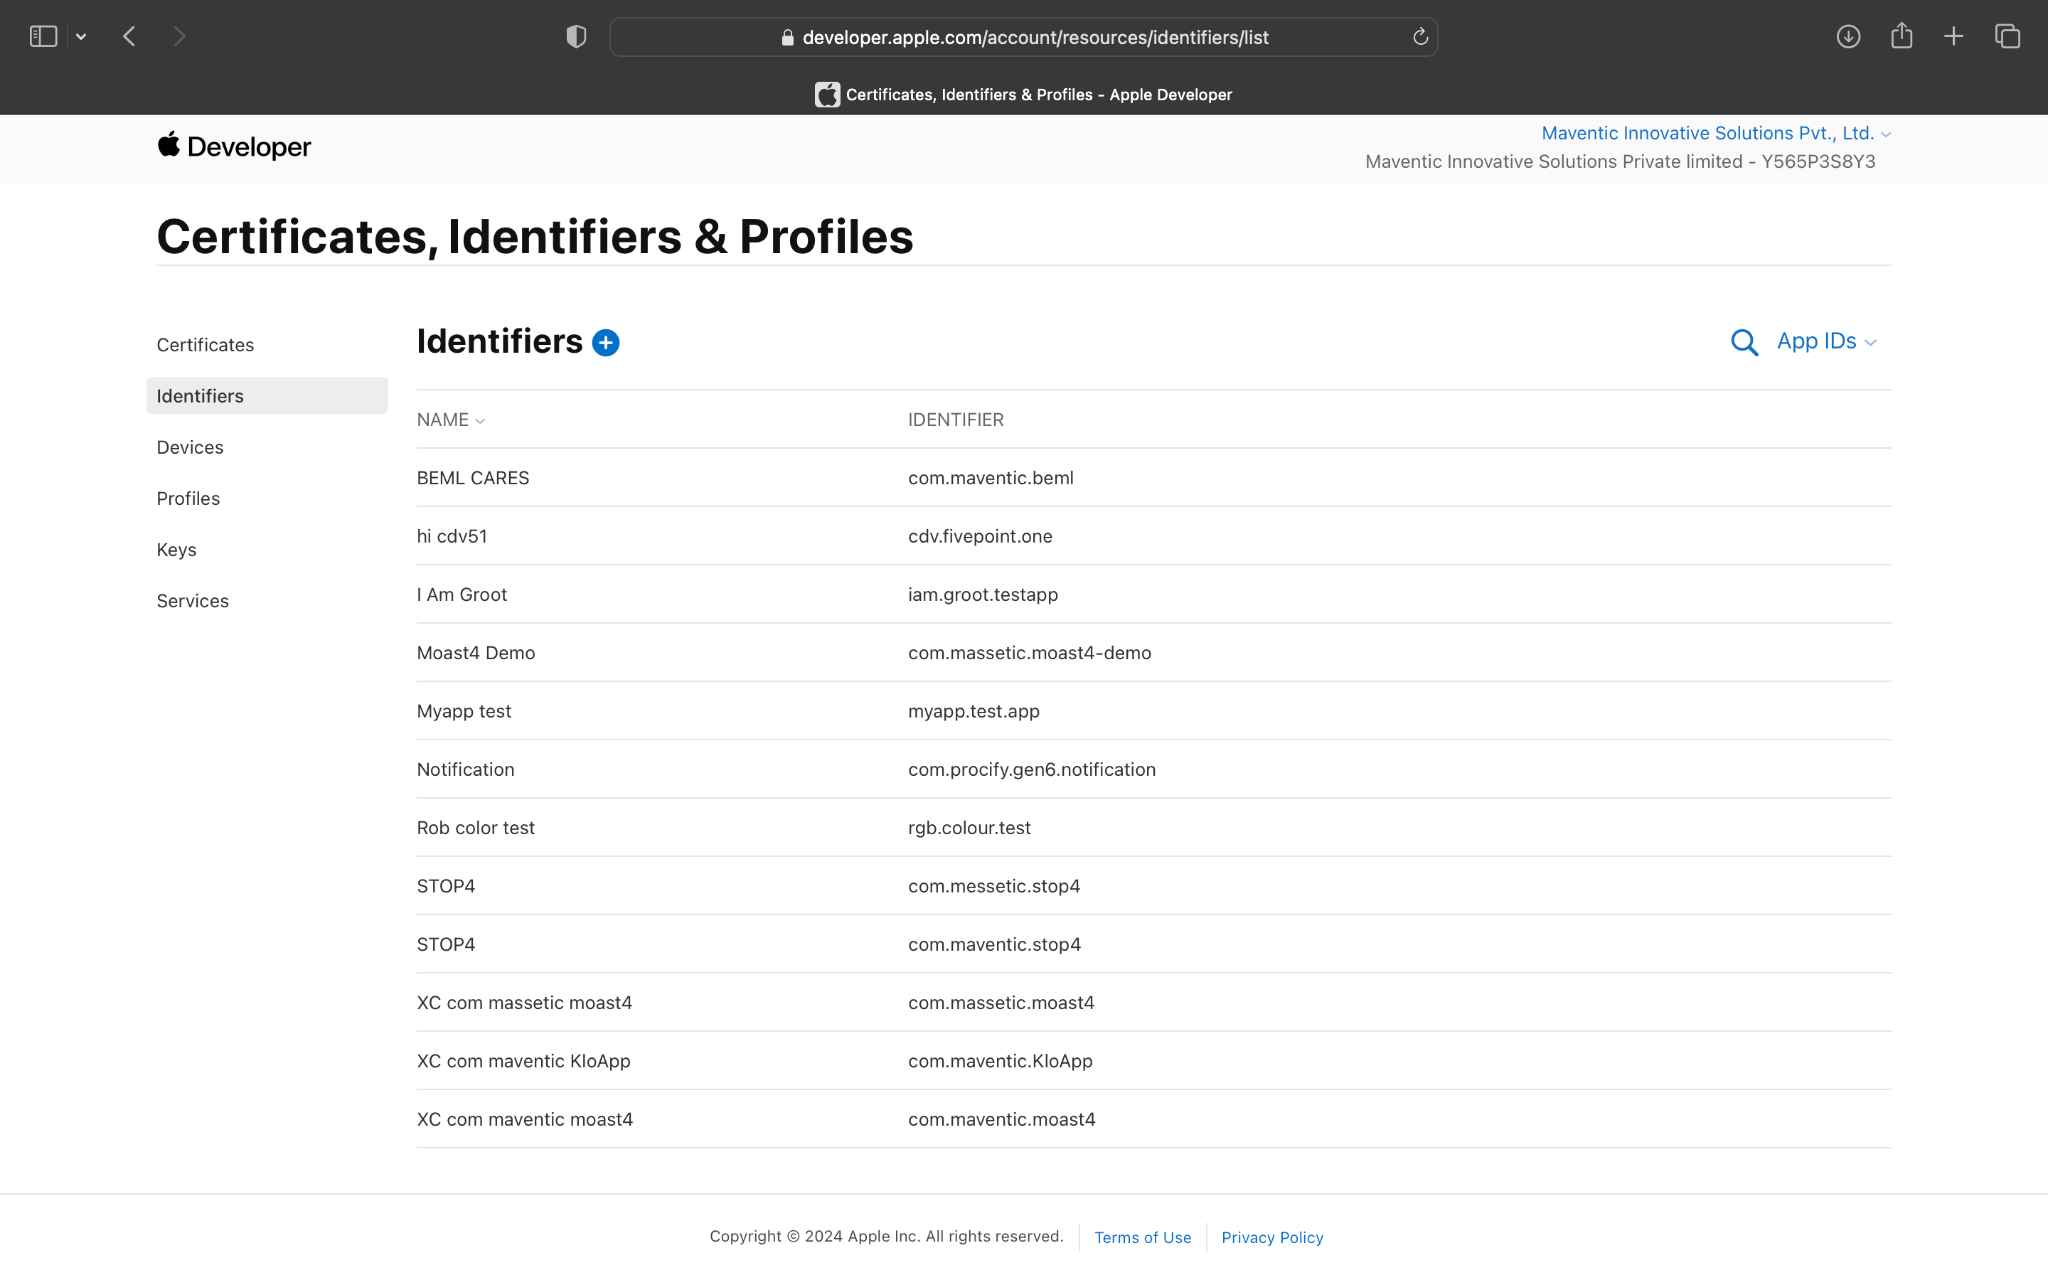 developer.apple.com/account/resources/identifiers/list
Certificates, Identifiers & Profiles - Apple Developer
Developer
Maventic Innovative Solutions Pvt., Ltd.
Maventic Innovative Solutions Private limited - Y565P3S8Y3
Certificates, Identifiers & Profiles
Certificates
Identifiers
Devices
Profiles
Keys
Services
Identifiers
App IDs
NAME IDENTIFIER
BEML CARES com.maventic.beml
hi cdv51 cdv.fivepoint.one
I Am Groot iam.groot.testapp
Moast4 Demo com.massetic.moast4-demo
Myapp test myapp.test.app
Notification com.procify.gen6.notification
Rob color test rgb.colour.test
STOP4 com.messetic.stop4
STOP4 com.maventic.stop4
XC com massetic moast4 com.massetic.moast4
XC com maventic KloApp com.maventic.KloApp
XC com maventic moast4 com.maventic.moast4
Copyright © 2024 Apple Inc. All rights reserved. Terms of Use Privacy Policy